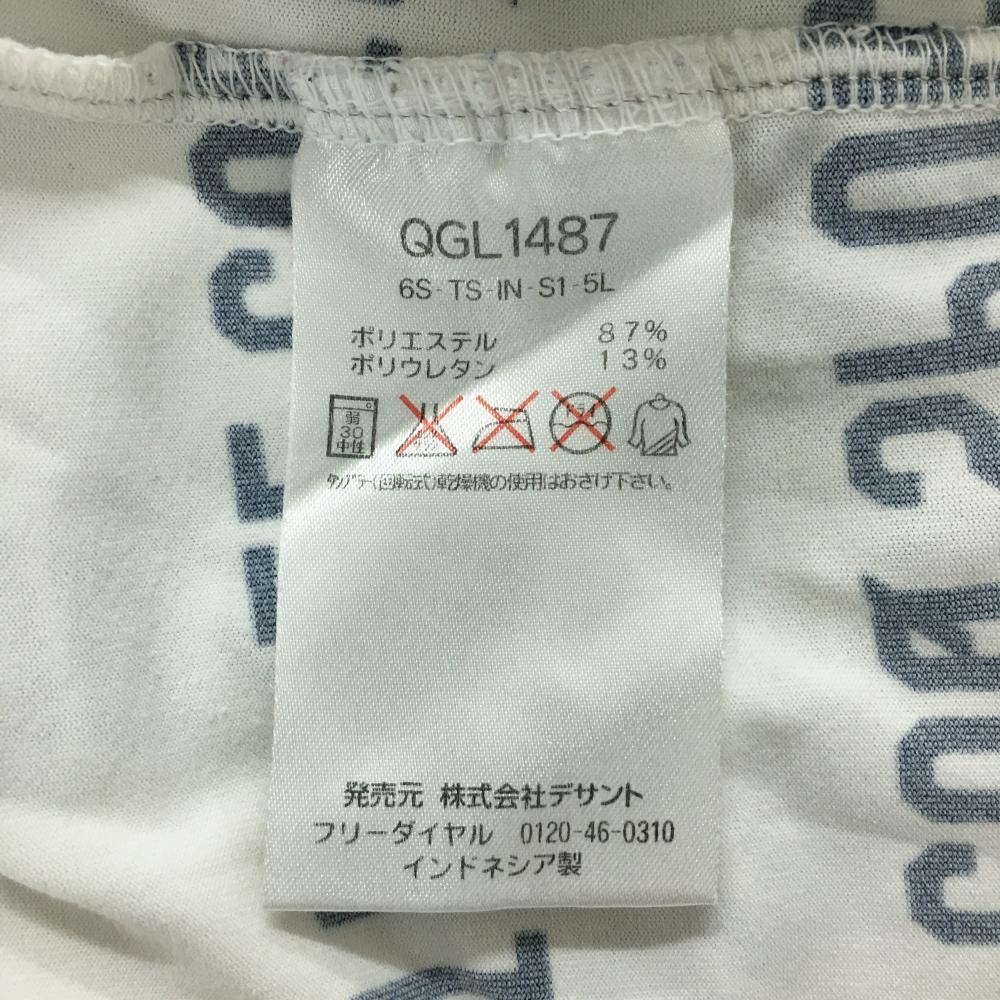 QGL1487
6S-TS-IN-S1-5L
ポリエステル 87%
ポリウレタン 13%
弱
30
中性
タンブラー(回転式)乾燥機の使用はおさけ下さい。
発売元 株式会社デサント
フリーダイヤル 0120-46-0310
インドネシア製